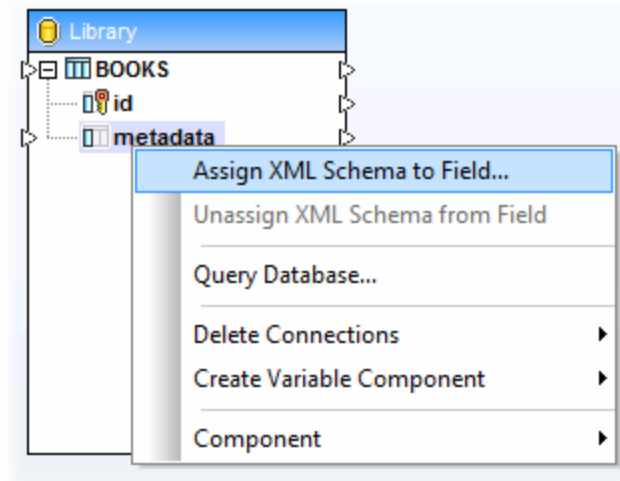 Library
BOOKS
id
metadata
Assign XML Schema to Field...
Unassign XML Schema from Field
Query Database...
Delete Connections
Create Variable Component
Component